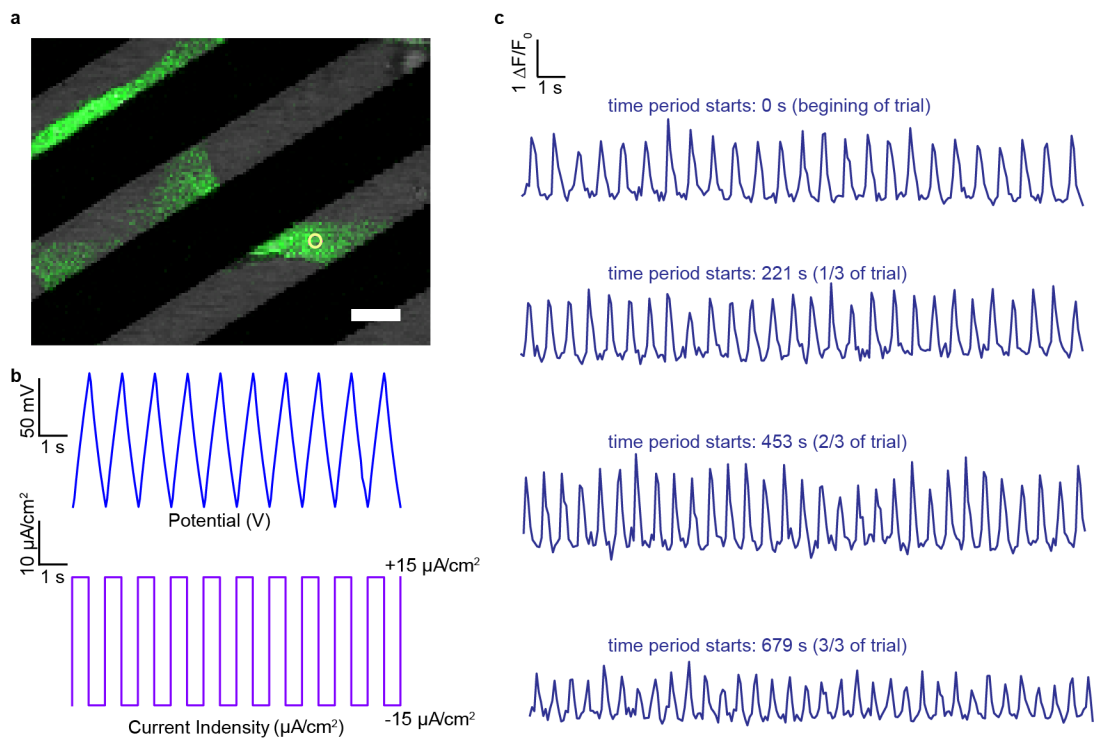 a
b
50 mV
1 s
Potential (V)
10 µA/cm²
1 s
+15 µA/cm²
-15 µA/cm²
Current Indensity (µA/cm²)
c
1 ΔF/F₀
1 s
time period starts: 0 s (begining of trial)
time period starts: 221 s (1/3 of trial)
time period starts: 453 s (2/3 of trial)
time period starts: 679 s (3/3 of trial)